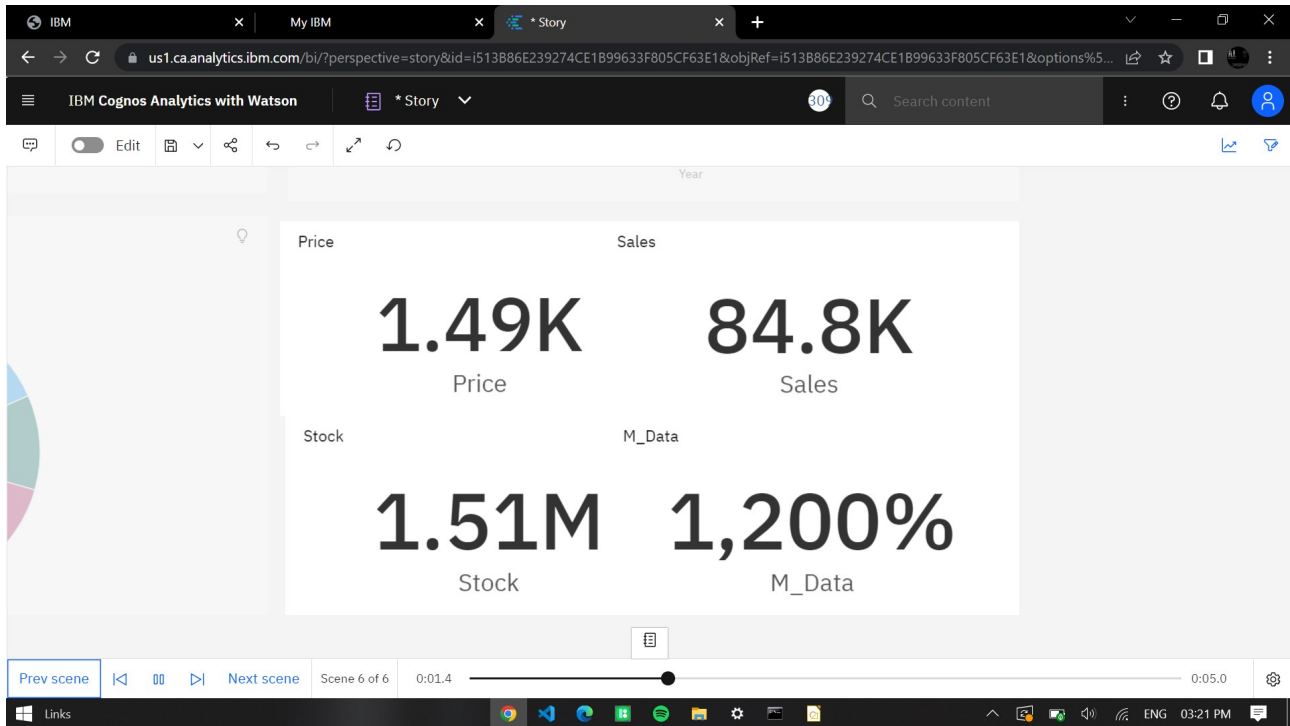 IBM
My IBM
* Story
us1.ca.analytics.ibm.com/bi/?perspective=story&id=i513B86E239274CE1B99633F805CF63E1&objRef=i513B86E239274CE1B99633F805CF63E1&options%5...
IBM Cognos Analytics with Watson
* Story
309
Search content
Edit
Year
Price
Sales
1.49K
84.8K
Price
Sales
Stock
M_Data
1.51M
1,200%
Stock
M_Data
Prev scene
Next scene
Scene 6 of 6
0:01.4
0:05.0
Links
ENG
03:21 PM